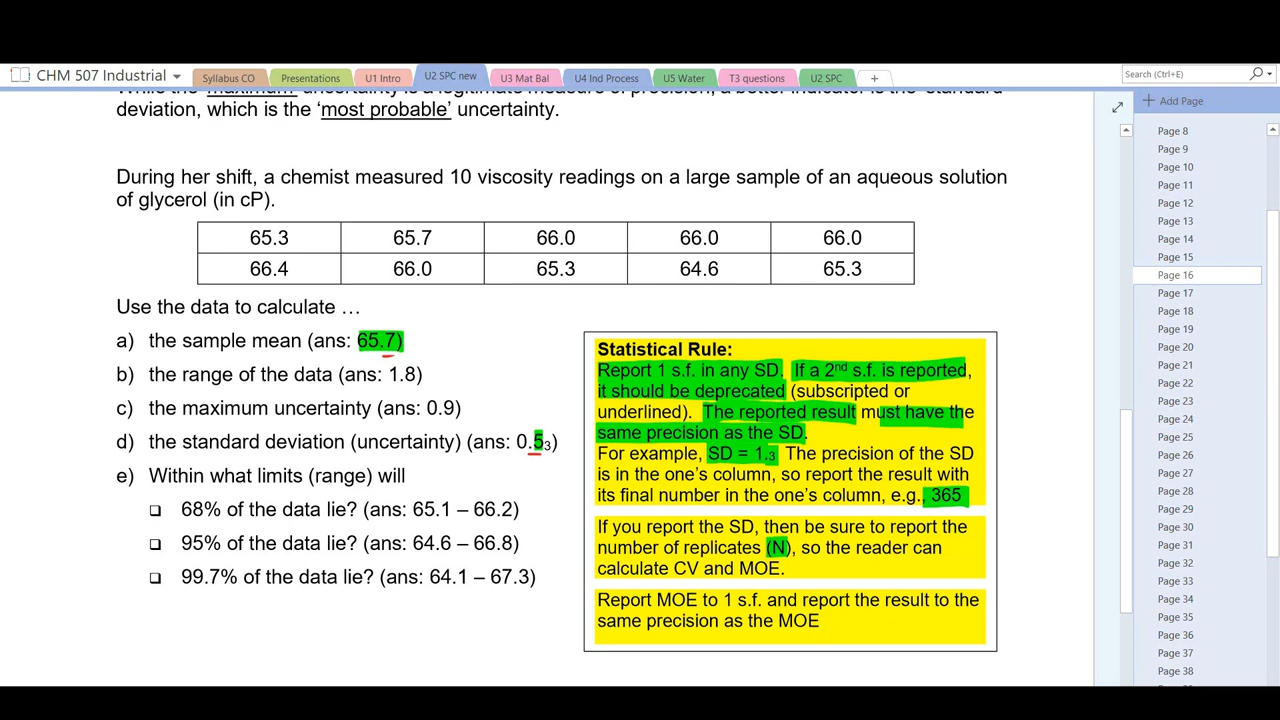 CHM 507 Industrial
Syllabus CO
Presentations
U1 Intro
U2 SPC new
U3 Mat Bal
U4 Ind Process
U5 Water
T3 questions
U2 SPC
Search (Ctrl+E)
Add Page
deviation, which is the ‘most probable’ uncertainty.
During her shift, a chemist measured 10 viscosity readings on a large sample of an aqueous solution
of glycerol (in cP).
65.3 65.7 66.0 66.0 66.0
66.4 66.0 65.3 64.6 65.3
Use the data to calculate …
a) the sample mean (ans: 65.7)
b) the range of the data (ans: 1.8)
c) the maximum uncertainty (ans: 0.9)
d) the standard deviation (uncertainty) (ans: 0.5₃)
e) Within what limits (range) will
❑ 68% of the data lie? (ans: 65.1 – 66.2)
❑ 95% of the data lie? (ans: 64.6 – 66.8)
❑ 99.7% of the data lie? (ans: 64.1 – 67.3)
Statistical Rule:
Report 1 s.f. in any SD. If a 2nd s.f. is reported,
it should be deprecated (subscripted or
underlined). The reported result must have the
same precision as the SD.
For example, SD = 1.₃ The precision of the SD
is in the one’s column, so report the result with
its final number in the one’s column, e.g., 365
If you report the SD, then be sure to report the
number of replicates (N), so the reader can
calculate CV and MOE.
Report MOE to 1 s.f. and report the result to the
same precision as the MOE
Page 8
Page 9
Page 10
Page 11
Page 12
Page 13
Page 14
Page 15
Page 16
Page 17
Page 18
Page 19
Page 20
Page 21
Page 22
Page 23
Page 24
Page 25
Page 26
Page 27
Page 28
Page 29
Page 30
Page 31
Page 32
Page 33
Page 34
Page 35
Page 36
Page 37
Page 38